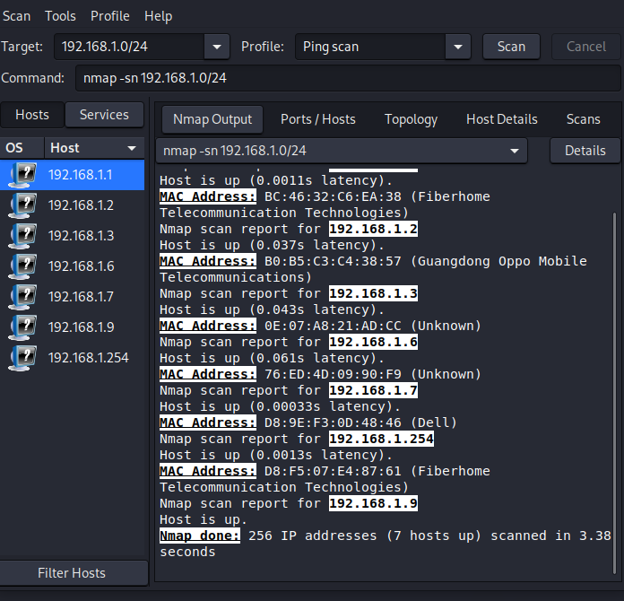 Scan Tools Profile Help
Target: 192.168.1.0/24 Profile: Ping scan Scan Cancel
Command: nmap -sn 192.168.1.0/24
Hosts Services
Nmap Output Ports / Hosts Topology Host Details Scans
OS Host
nmap -sn 192.168.1.0/24 Details
192.168.1.1
192.168.1.2
192.168.1.3
192.168.1.6
192.168.1.7
192.168.1.9
192.168.1.254
Host is up (0.0011s latency).
MAC Address: BC:46:32:C6:EA:38 (Fiberhome
Telecommunication Technologies)
Nmap scan report for 192.168.1.2
Host is up (0.037s latency).
MAC Address: B0:B5:C3:C4:38:57 (Guangdong Oppo Mobile
Telecommunications)
Nmap scan report for 192.168.1.3
Host is up (0.043s latency).
MAC Address: 0E:07:A8:21:AD:CC (Unknown)
Nmap scan report for 192.168.1.6
Host is up (0.061s latency).
MAC Address: 76:ED:4D:09:90:F9 (Unknown)
Nmap scan report for 192.168.1.7
Host is up (0.00033s latency).
MAC Address: D8:9E:F3:0D:48:46 (Dell)
Nmap scan report for 192.168.1.254
Host is up (0.0013s latency).
MAC Address: D8:F5:07:E4:87:61 (Fiberhome
Telecommunication Technologies)
Nmap scan report for 192.168.1.9
Host is up.
Nmap done: 256 IP addresses (7 hosts up) scanned in 3.38
seconds
Filter Hosts